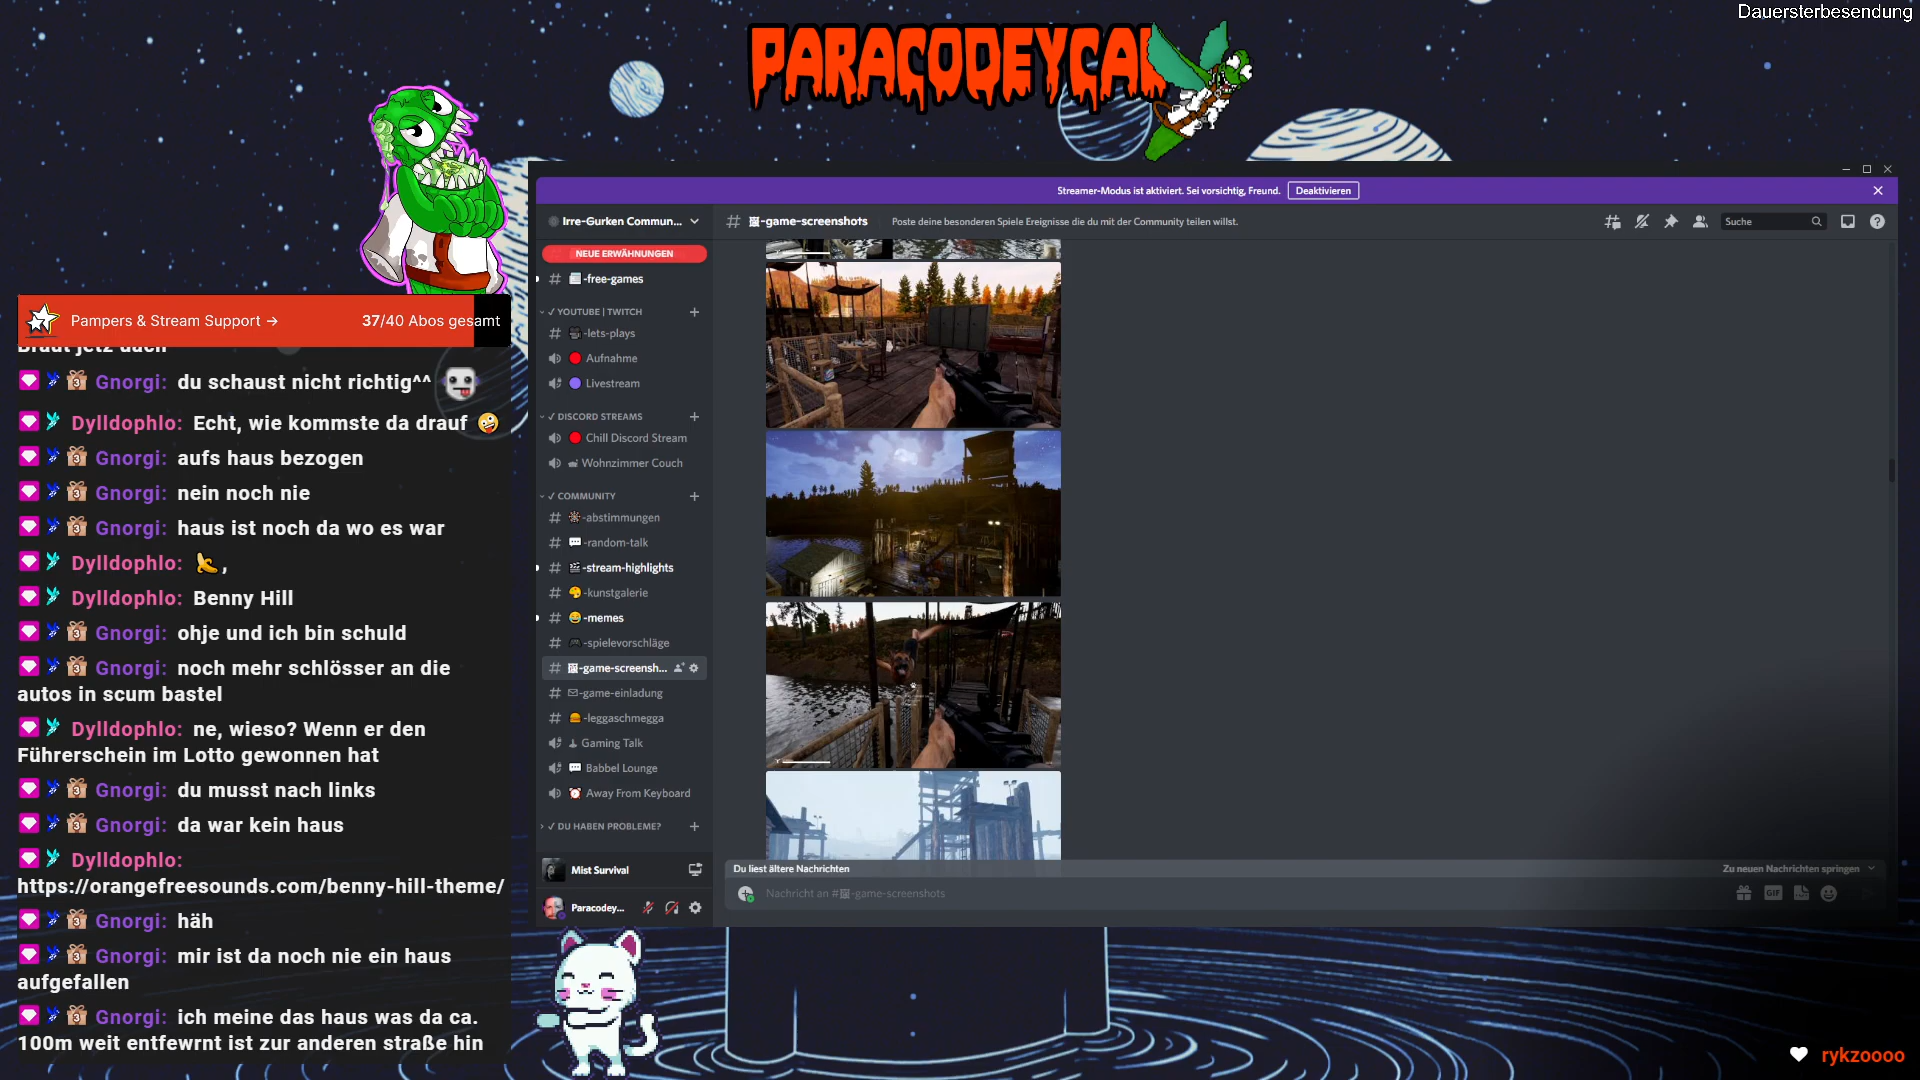 Dauersterbesendung
PARACODEYCAL
Streamer-Modus ist aktiviert. Sei vorsichtig, Freund. Deaktivieren
Irre-Gurken Commun...
-game-screenshots
Poste deine besonderen Spiele Ereignisse die du mit der Community teilen willst.
Suche
NEUE ERWÄHNUNGEN
-free-games
YOUTUBE | TWITCH
-lets-plays
Aufnahme
Livestream
DISCORD STREAMS
Chill Discord Stream
Wohnzimmer Couch
COMMUNITY
-abstimmungen
-random-talk
-stream-highlights
-kunstgalerie
-memes
-spielevorschläge
-game-screensh...
-game-einladung
-leggaschmegga
Gaming Talk
Babbel Lounge
Away From Keyboard
DU HABEN PROBLEME?
Mist Survival
Paracodey...
Du liest ältere Nachrichten
Zu neuen Nachrichten springen
Nachricht an #-game-screenshots
GIF
Pampers & Stream Support →
37/40 Abos gesamt
Braut jetz dach
Gnorgi: du schaust nicht richtig^^
Dylldophlo: Echt, wie kommste da drauf
Gnorgi: aufs haus bezogen
Gnorgi: nein noch nie
Gnorgi: haus ist noch da wo es war
Dylldophlo: ,
Dylldophlo: Benny Hill
Gnorgi: ohje und ich bin schuld
Gnorgi: noch mehr schlösser an die
autos in scum bastel
Dylldophlo: ne, wieso? Wenn er den
Führerschein im Lotto gewonnen hat
Gnorgi: du musst nach links
Gnorgi: da war kein haus
Dylldophlo:
https://orangefreesounds.com/benny-hill-theme/
Gnorgi: häh
Gnorgi: mir ist da noch nie ein haus
aufgefallen
Gnorgi: ich meine das haus was da ca.
100m weit entfewrnt ist zur anderen straße hin
rykzoooo